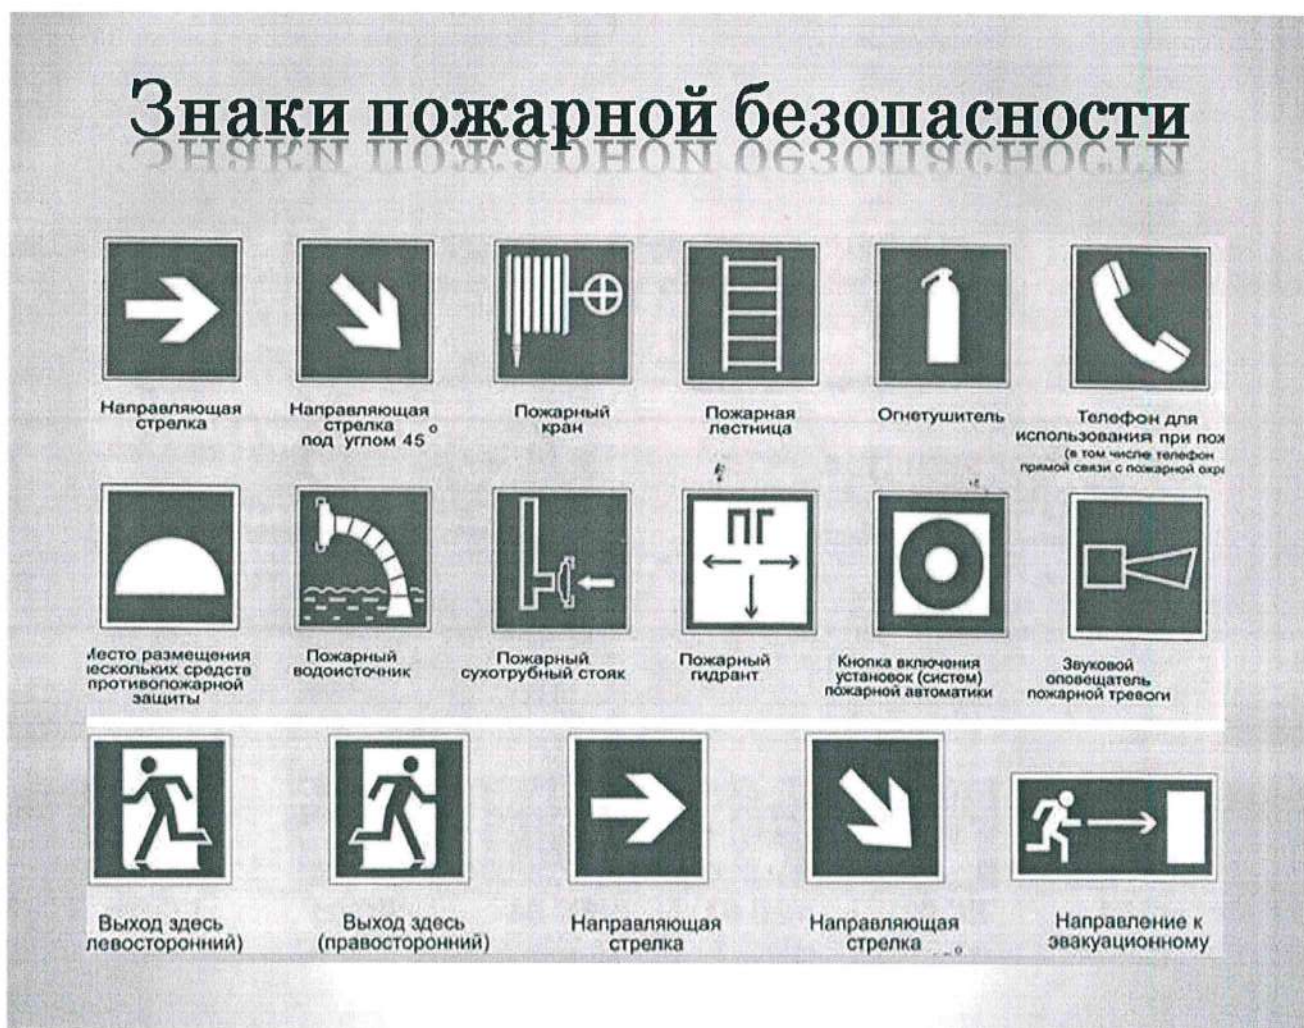 Знаки пожарной безопасности
Направляющая
стрелка
Направляющая
стрелка
под углом 45°
Пожарный
кран
Пожарная
лестница
Огнетушитель
Телефон для
использования при пож
(в том числе телефон
прямой связи с пожарной охр
Место размещения
нескольких средств
противопожарной
защиты
Пожарный
водоисточник
Пожарный
сухотрубный стояк
ПГ
Пожарный
гидрант
Кнопка включения
установок (систем)
пожарной автоматики
Звуковой
оповещатель
пожарной тревоги
Выход здесь
левосторонний)
Выход здесь
(правосторонний)
Направляющая
стрелка
Направляющая
стрелка
Направление к
эвакуационному